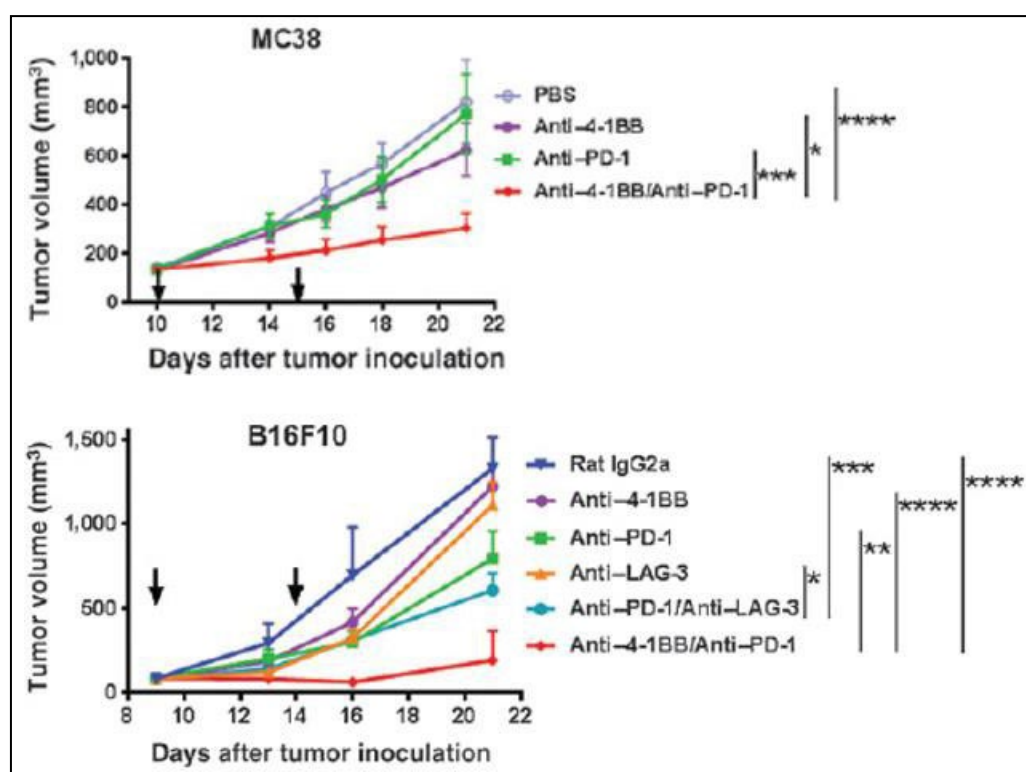 MC38
Tumor volume (mm³)
1,000
800
600
400
200
0
10 12 14 16 18 20 22
Days after tumor inoculation
PBS
Anti–4-1BB
Anti–PD-1
Anti–4-1BB/Anti–PD-1
***
*
****
B16F10
Tumor volume (mm³)
1,500
1,000
500
0
8 10 12 14 16 18 20 22
Days after tumor inoculation
Rat IgG2a
Anti–4-1BB
Anti–PD-1
Anti–LAG-3
Anti–PD-1/Anti–LAG-3
Anti–4-1BB/Anti–PD-1
*
***
**
****
****